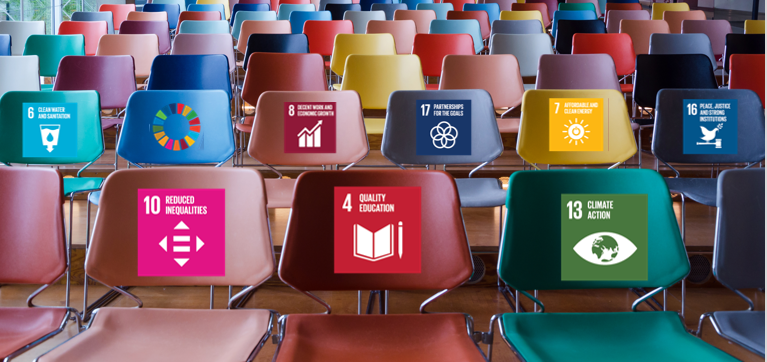 6 CLEAN WATER
AND SANITATION
8 DECENT WORK AND
ECONOMIC GROWTH
17 PARTNERSHIPS
FOR THE GOALS
7 AFFORDABLE AND
CLEAN ENERGY
16 PEACE, JUSTICE
AND STRONG
INSTITUTIONS
10 REDUCED
INEQUALITIES
4 QUALITY
EDUCATION
13 CLIMATE
ACTION